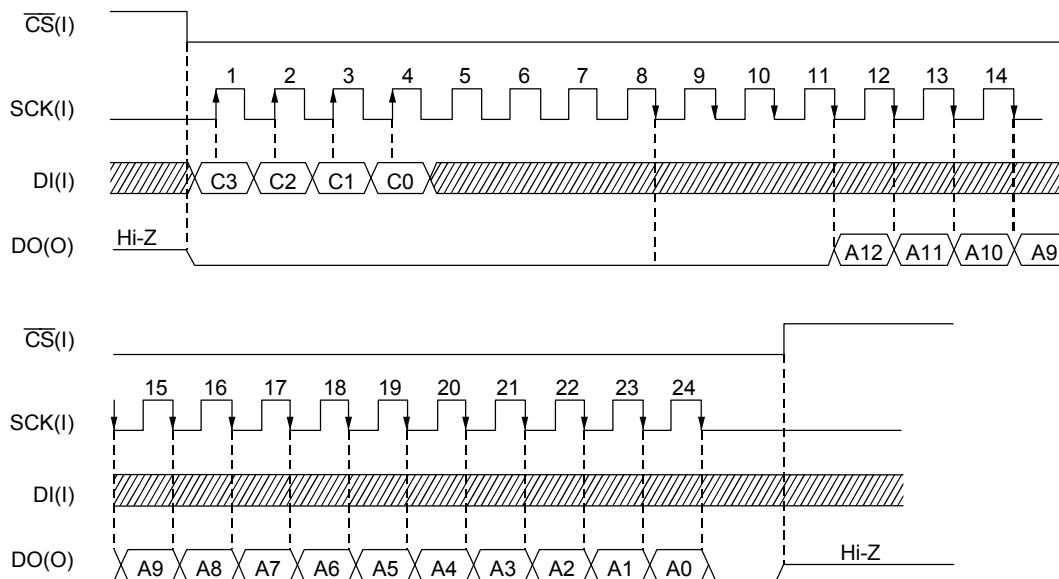 CS(I)
1 2 3 4 5 6 7 8 9 10 11 12 13 14
SCK(I)
DI(I) C3 C2 C1 C0
Hi-Z
DO(O) A12 A11 A10 A9
CS(I)
15 16 17 18 19 20 21 22 23 24
SCK(I)
DI(I)
DO(O) A9 A8 A7 A6 A5 A4 A3 A2 A1 A0 Hi-Z